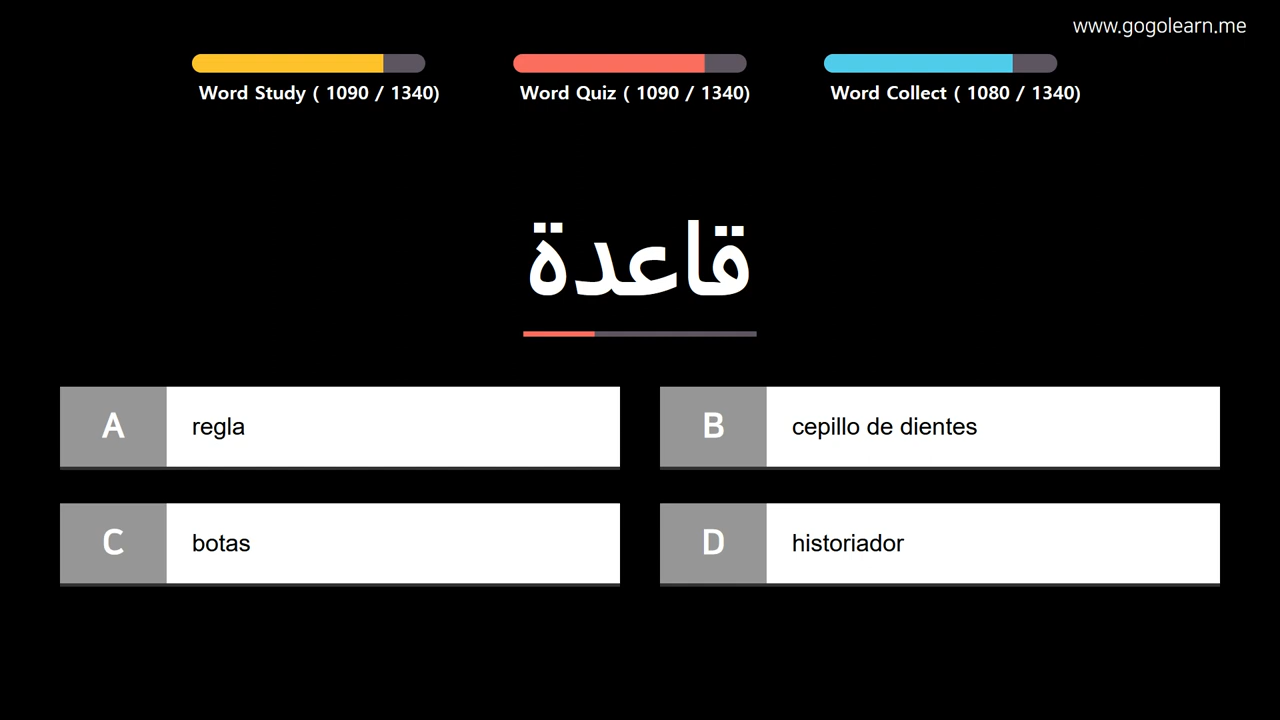 www.gogolearn.me
Word Study ( 1090 / 1340)
Word Quiz ( 1090 / 1340)
Word Collect ( 1080 / 1340)
قاعدة
A
regla
B
cepillo de dientes
C
botas
D
historiador